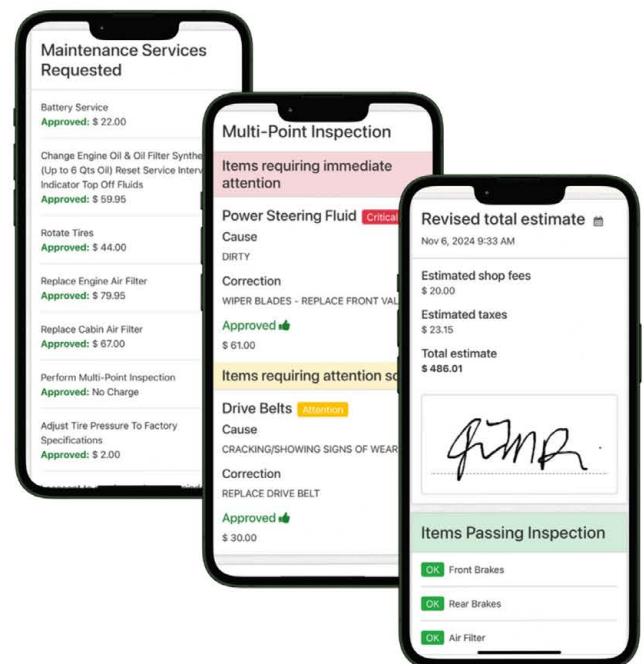 Maintenance Services
Requested
Battery Service
Approved: $ 22.00
Change Engine Oil & Oil Filter Synthe
(Up to 6 Qts Oil) Reset Service Interv
Indicator Top Off Fluids
Approved: $ 59.95
Rotate Tires
Approved: $ 44.00
Replace Engine Air Filter
Approved: $ 79.95
Replace Cabin Air Filter
Approved: $ 67.00
Perform Multi-Point Inspection
Approved: No Charge
Adjust Tire Pressure To Factory
Specifications
Approved: $ 2.00
Multi-Point Inspection
Items requiring immediate
attention
Power Steering Fluid Critical
Cause
DIRTY
Correction
WIPER BLADES - REPLACE FRONT VAL
Approved
$ 61.00
Items requiring attention so
Drive Belts Attention
Cause
CRACKING/SHOWING SIGNS OF WEAR
Correction
REPLACE DRIVE BELT
Approved
$ 30.00
Revised total estimate
Nov 6, 2024 9:33 AM
Estimated shop fees
$ 20.00
Estimated taxes
$ 23.15
Total estimate
$ 486.01
Items Passing Inspection
OK Front Brakes
OK Rear Brakes
OK Air Filter